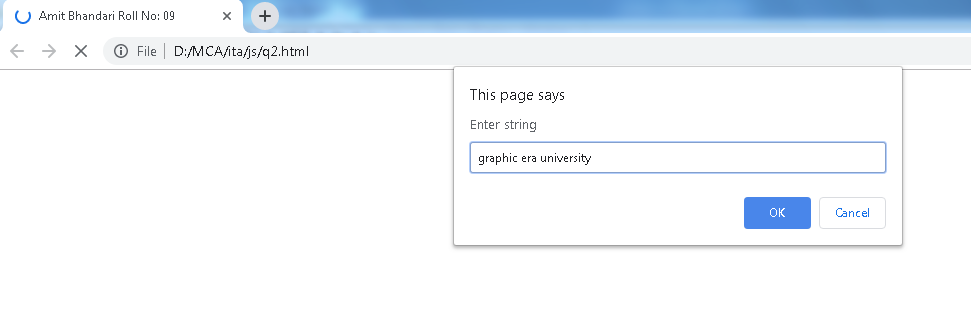 Amit Bhandari Roll No: 09
File D:/MCA/ita/js/q2.html
This page says
Enter string
graphic era university
OK Cancel